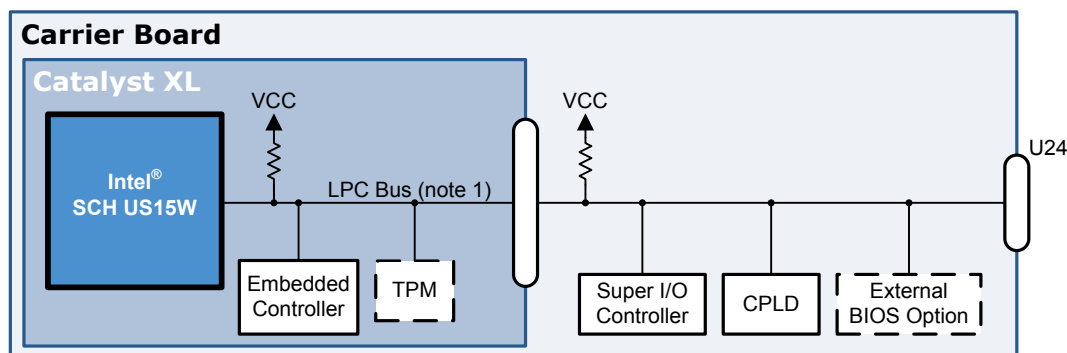 Carrier Board
Catalyst XL
VCC
VCC
U24
Intel®
SCH US15W
LPC Bus (note 1)
Embedded
Controller
TPM
Super I/O
Controller
CPLD
External
BIOS Option